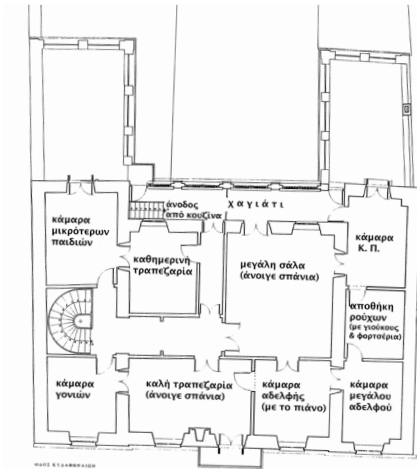 άνοδος
από κουζίνα
χαγιάτι
κάμαρα
μικρότερων
παιδιών
καθημερινή
τραπεζαρία
μεγάλη σάλα
(άνοιγε σπάνια)
κάμαρα
Κ. Π.
αποθήκη
ρούχων
(με γιούκους
& φορτσέρια)
κάμαρα
γονιών
καλή τραπεζαρία
(άνοιγε σπάνια)
κάμαρα
αδελφής
(με το πιάνο)
κάμαρα
μεγάλου
αδελφού